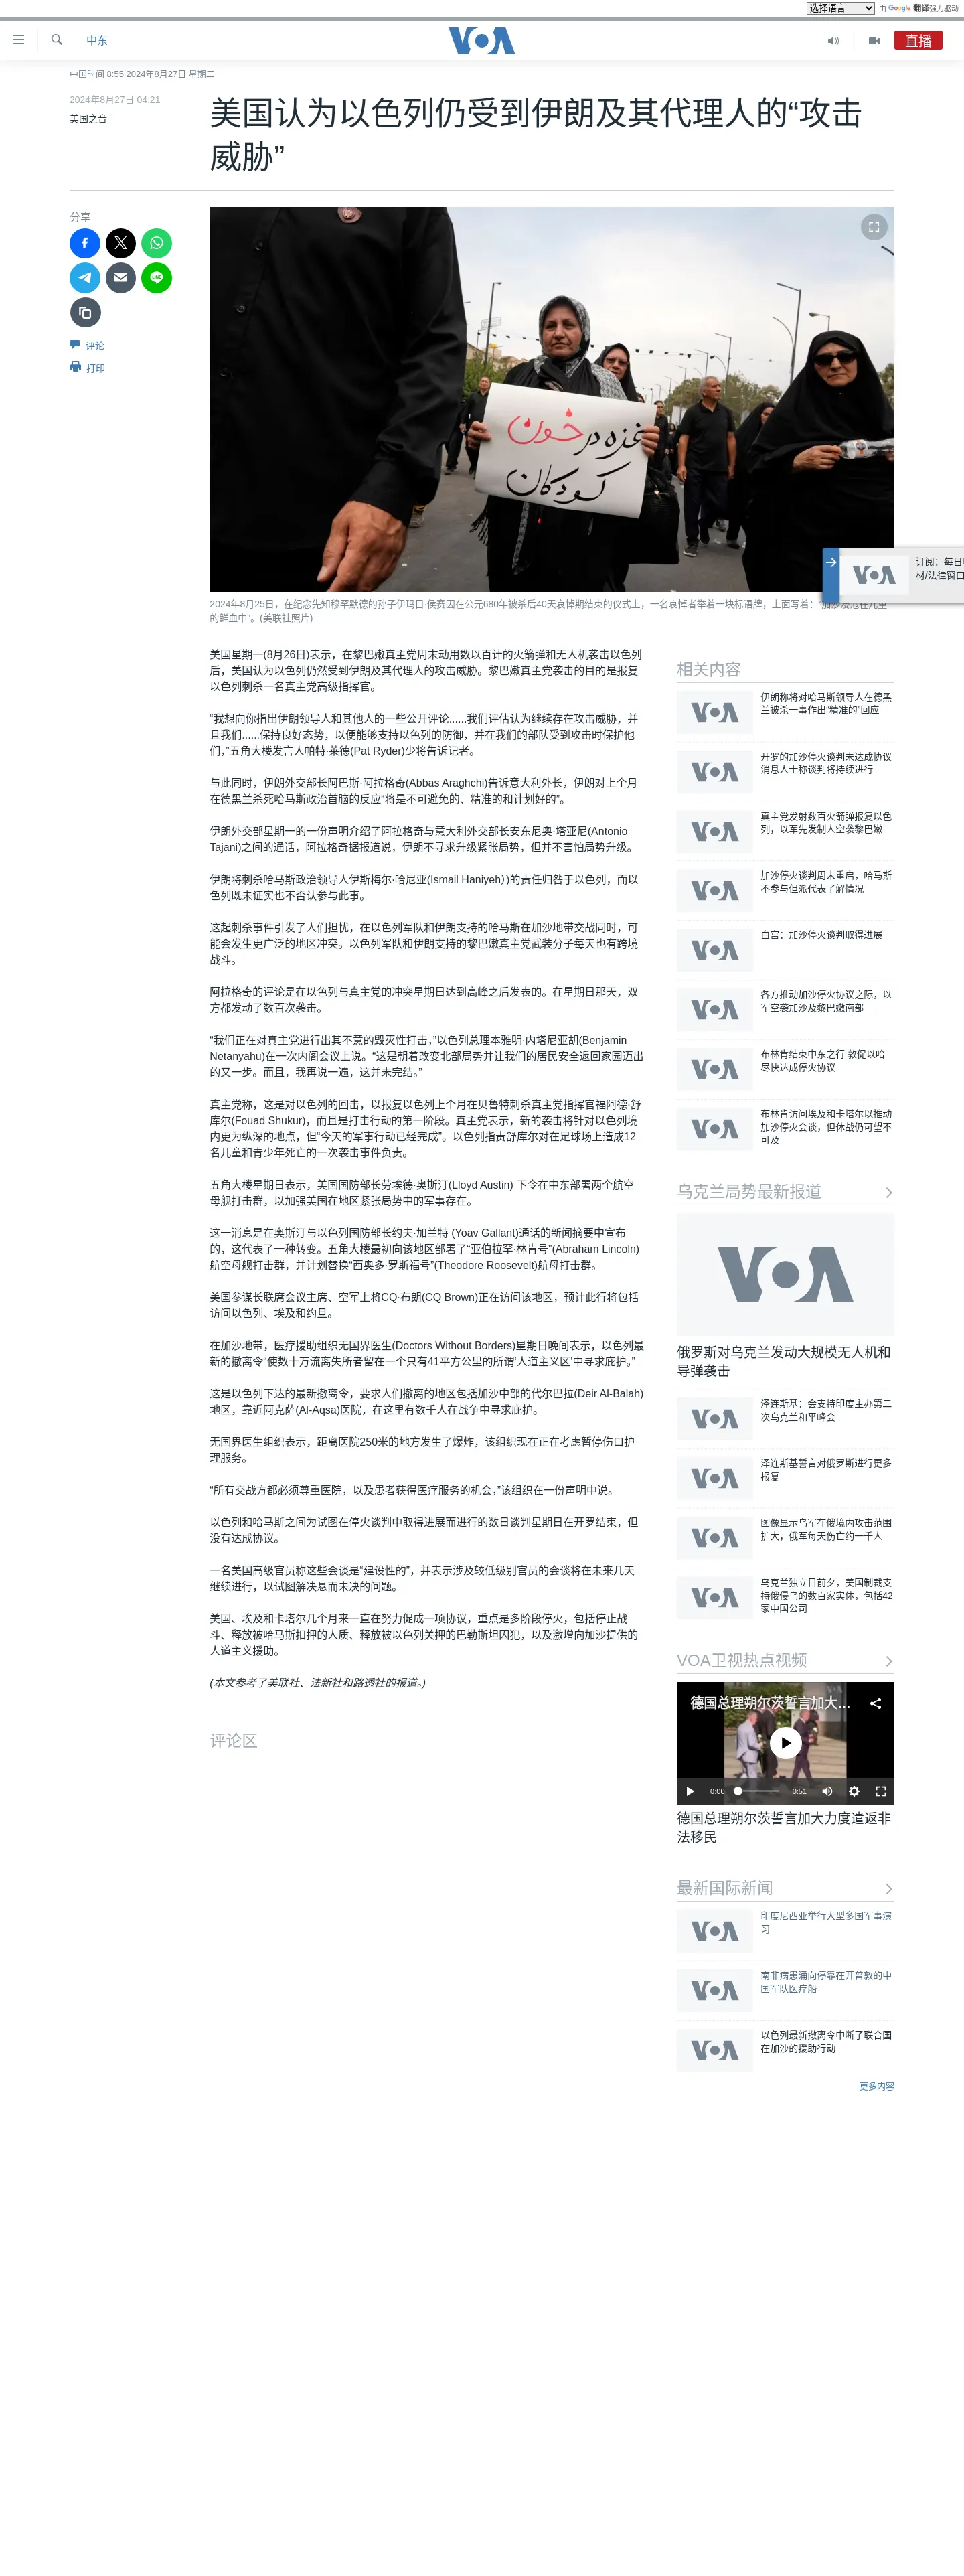 选择语言
由 Google 翻译强力驱动
中东
VOA
直播
中国时间 8:55 2024年8月27日 星期二
2024年8月27日 04:21
美国之音
美国认为以色列仍受到伊朗及其代理人的“攻击
威胁”
分享
LINE
评论
打印
غزه در خون
کودکان
订阅：每日
材/法律窗口
VOA
2024年8月25日，在纪念先知穆罕默德的孙子伊玛目·侯赛因在公元680年被杀后40天哀悼期结束的仪式上，一名哀悼者举着一块标语牌，上面写着：“加沙浸泡在儿童
的鲜血中”。(美联社照片)
美国星期一(8月26日)表示，在黎巴嫩真主党周末动用数以百计的火箭弹和无人机袭击以色列
后，美国认为以色列仍然受到伊朗及其代理人的攻击威胁。黎巴嫩真主党袭击的目的是报复
以色列刺杀一名真主党高级指挥官。
“我想向你指出伊朗领导人和其他人的一些公开评论......我们评估认为继续存在攻击威胁，并
且我们......保持良好态势，以便能够支持以色列的防御，并在我们的部队受到攻击时保护他
们，”五角大楼发言人帕特·莱德(Pat Ryder)少将告诉记者。
与此同时，伊朗外交部长阿巴斯·阿拉格奇(Abbas Araghchi)告诉意大利外长，伊朗对上个月
在德黑兰杀死哈马斯政治首脑的反应“将是不可避免的、精准的和计划好的”。
伊朗外交部星期一的一份声明介绍了阿拉格奇与意大利外交部长安东尼奥·塔亚尼(Antonio
Tajani)之间的通话，阿拉格奇据报道说，伊朗不寻求升级紧张局势，但并不害怕局势升级。
伊朗将刺杀哈马斯政治领导人伊斯梅尔·哈尼亚(Ismail Haniyeh））的责任归咎于以色列，而以
色列既未证实也不否认参与此事。
这起刺杀事件引发了人们担忧，在以色列军队和伊朗支持的哈马斯在加沙地带交战同时，可
能会发生更广泛的地区冲突。以色列军队和伊朗支持的黎巴嫩真主党武装分子每天也有跨境
战斗。
阿拉格奇的评论是在以色列与真主党的冲突星期日达到高峰之后发表的。在星期日那天，双
方都发动了数百次袭击。
“我们正在对真主党进行出其不意的毁灭性打击，”以色列总理本雅明·内塔尼亚胡(Benjamin
Netanyahu)在一次内阁会议上说。“这是朝着改变北部局势并让我们的居民安全返回家园迈出
的又一步。而且，我再说一遍，这并未完结。”
真主党称，这是对以色列的回击，以报复以色列上个月在贝鲁特刺杀真主党指挥官福阿德·舒
库尔(Fouad Shukur)，而且是打击行动的第一阶段。真主党表示，新的袭击将针对以色列境
内更为纵深的地点，但“今天的军事行动已经完成”。以色列指责舒库尔对在足球场上造成12
名儿童和青少年死亡的一次袭击事件负责。
五角大楼星期日表示，美国国防部长劳埃德·奥斯汀(Lloyd Austin) 下令在中东部署两个航空
母舰打击群，以加强美国在地区紧张局势中的军事存在。
这一消息是在奥斯汀与以色列国防部长约夫·加兰特 (Yoav Gallant)通话的新闻摘要中宣布
的，这代表了一种转变。五角大楼最初向该地区部署了“亚伯拉罕·林肯号”(Abraham Lincoln)
航空母舰打击群，并计划替换“西奥多·罗斯福号”(Theodore Roosevelt)航母打击群。
美国参谋长联席会议主席、空军上将CQ·布朗(CQ Brown)正在访问该地区，预计此行将包括
访问以色列、埃及和约旦。
在加沙地带，医疗援助组织无国界医生(Doctors Without Borders)星期日晚间表示，以色列最
新的撤离令“使数十万流离失所者留在一个只有41平方公里的所谓‘人道主义区’中寻求庇护。”
这是以色列下达的最新撤离令，要求人们撤离的地区包括加沙中部的代尔巴拉(Deir Al-Balah)
地区，靠近阿克萨(Al-Aqsa)医院，在这里有数千人在战争中寻求庇护。
无国界医生组织表示，距离医院250米的地方发生了爆炸，该组织现在正在考虑暂停伤口护
理服务。
“所有交战方都必须尊重医院，以及患者获得医疗服务的机会，”该组织在一份声明中说。
以色列和哈马斯之间为试图在停火谈判中取得进展而进行的数日谈判星期日在开罗结束，但
没有达成协议。
一名美国高级官员称这些会谈是“建设性的”，并表示涉及较低级别官员的会谈将在未来几天
继续进行，以试图解决悬而未决的问题。
美国、埃及和卡塔尔几个月来一直在努力促成一项协议，重点是多阶段停火，包括停止战
斗、释放被哈马斯扣押的人质、释放被以色列关押的巴勒斯坦囚犯，以及激增向加沙提供的
人道主义援助。
(本文参考了美联社、法新社和路透社的报道。)
评论区
相关内容
VOA
伊朗称将对哈马斯领导人在德黑
兰被杀一事作出“精准的”回应
VOA
开罗的加沙停火谈判未达成协议
消息人士称谈判将持续进行
VOA
真主党发射数百火箭弹报复以色
列，以军先发制人空袭黎巴嫩
VOA
加沙停火谈判周末重启，哈马斯
不参与但派代表了解情况
VOA
白宫：加沙停火谈判取得进展
VOA
各方推动加沙停火协议之际，以
军空袭加沙及黎巴嫩南部
VOA
布林肯结束中东之行 敦促以哈
尽快达成停火协议
VOA
布林肯访问埃及和卡塔尔以推动
加沙停火会谈，但休战仍可望不
可及
乌克兰局势最新报道
VOA
俄罗斯对乌克兰发动大规模无人机和
导弹袭击
VOA
泽连斯基：会支持印度主办第二
次乌克兰和平峰会
VOA
泽连斯基誓言对俄罗斯进行更多
报复
VOA
图像显示乌军在俄境内攻击范围
扩大，俄军每天伤亡约一千人
VOA
乌克兰独立日前夕，美国制裁支
持俄侵乌的数百家实体，包括42
家中国公司
VOA卫视热点视频
德国总理朔尔茨誓言加大...
0:00
0:51
德国总理朔尔茨誓言加大力度遣返非
法移民
最新国际新闻
VOA
印度尼西亚举行大型多国军事演
习
VOA
南非病患涌向停靠在开普敦的中
国军队医疗船
VOA
以色列最新撤离令中断了联合国
在加沙的援助行动
更多内容